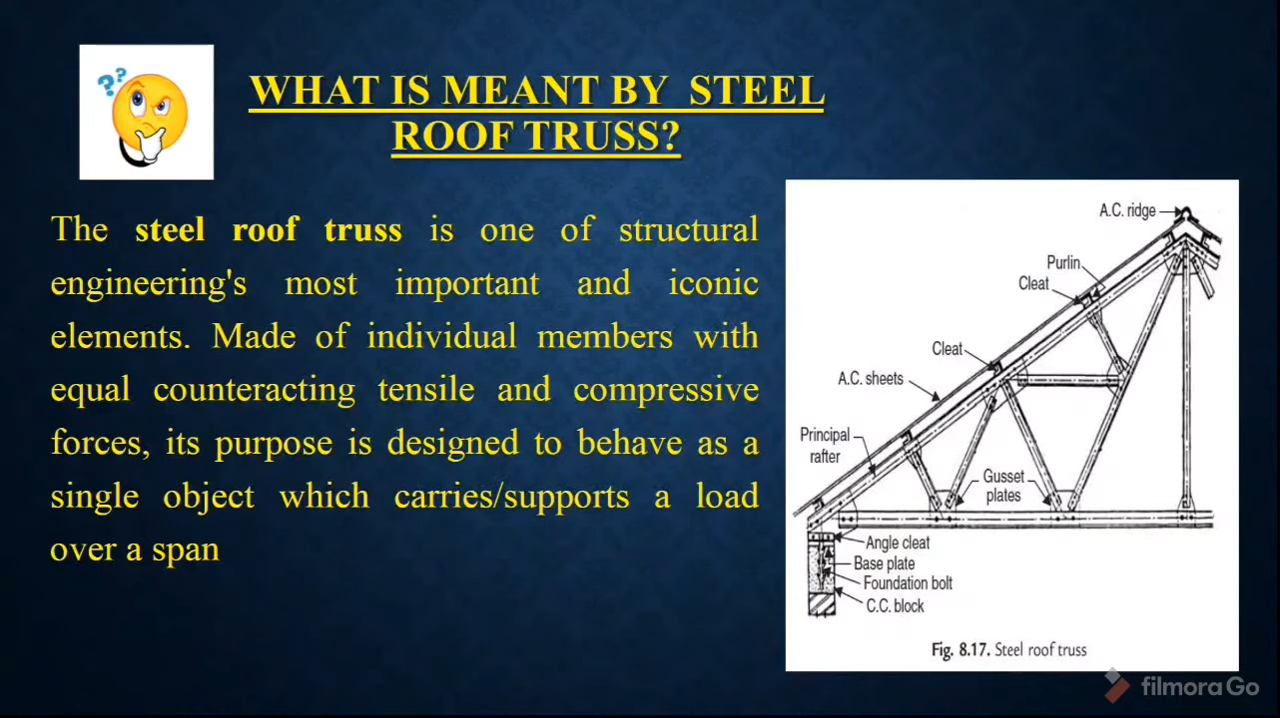 WHAT IS MEANT BY STEEL
ROOF TRUSS?
The steel roof truss is one of structural
engineering's most important and iconic
elements. Made of individual members with
equal counteracting tensile and compressive
forces, its purpose is designed to behave as a
single object which carries/supports a load
over a span
A.C. ridge
Purlin
Cleat
Cleat
A.C. sheets
Principal
rafter
Gusset
plates
Angle cleat
Base plate
Foundation bolt
C.C. block
Fig. 8.17. Steel roof truss
filmoraGo